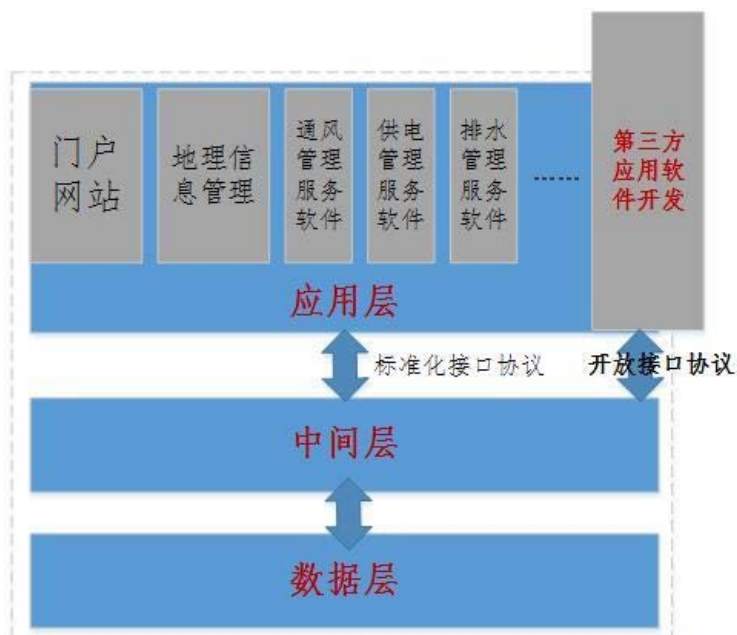 门户
网站
地理信
息管理
通风
管理
服务
软件
供电
管理
服务
软件
排水
管理
服务
软件
……
第三方
应用软
件开发
应用层
标准化接口协议
开放接口协议
中间层
数据层